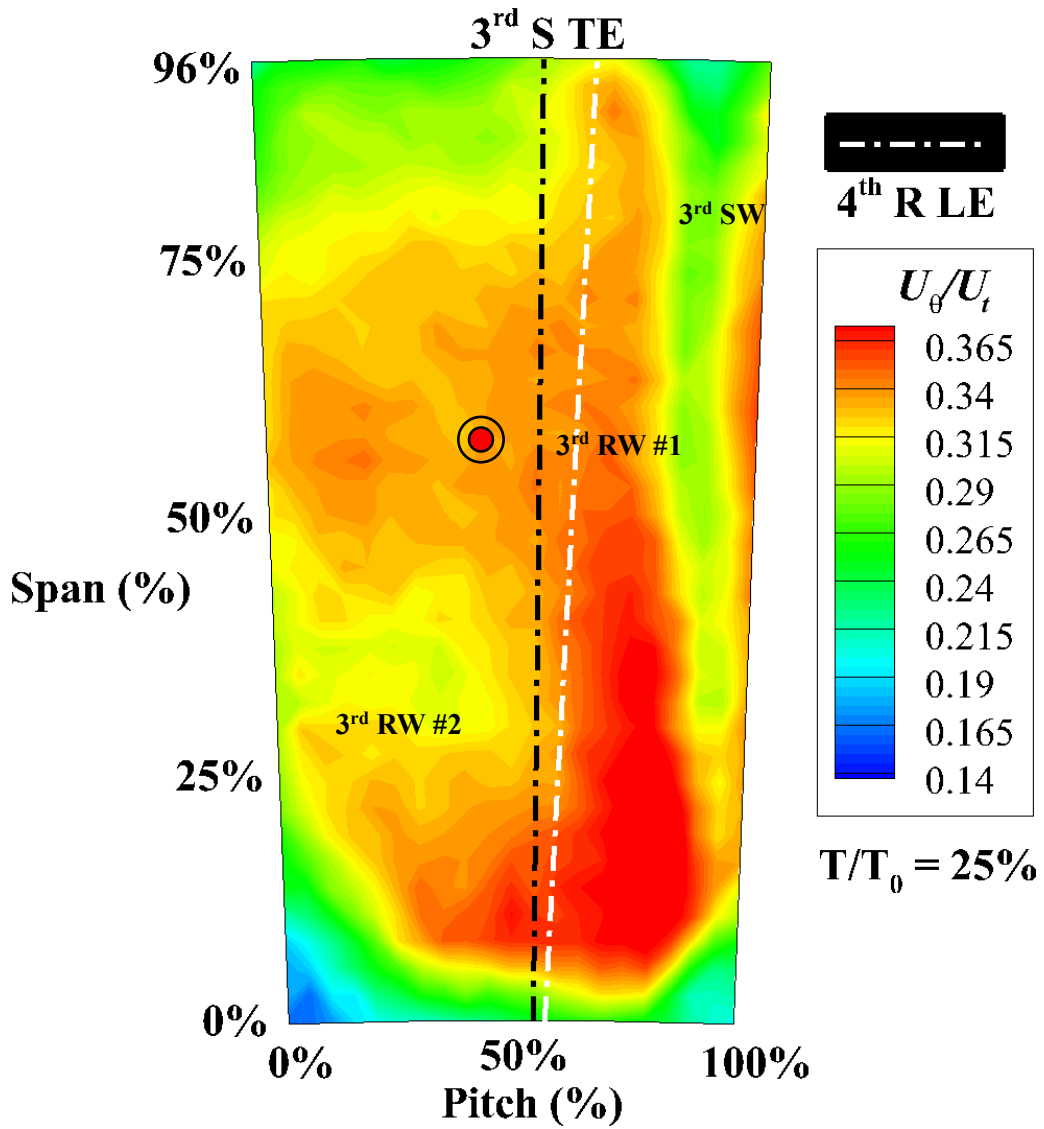 3rd S TE
96%
75%
50%
Span (%)
25%
0%
0%
50%
100%
Pitch (%)
3rd SW
3rd RW #1
3rd RW #2
4th R LE
Uθ/Ut
0.365
0.34
0.315
0.29
0.265
0.24
0.215
0.19
0.165
0.14
T/T0 = 25%